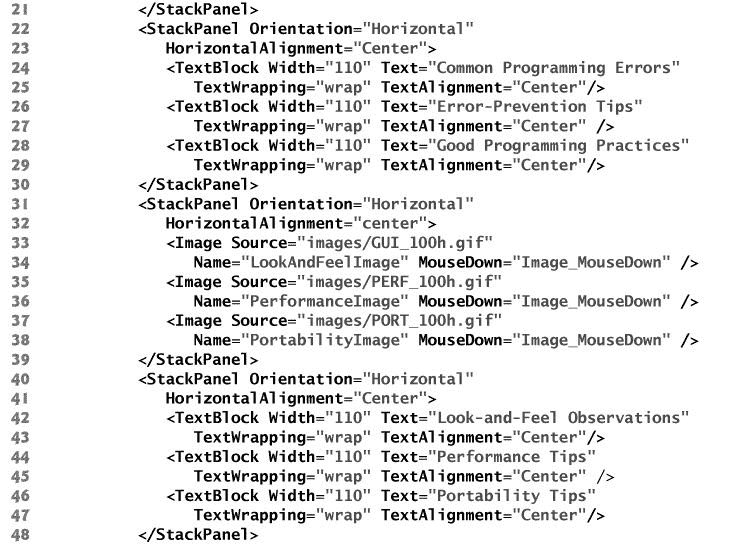 21 </StackPanel>
22 <StackPanel Orientation="Horizontal"
23 HorizontalAlignment="Center">
24 <TextBlock Width="110" Text="Common Programming Errors"
25 TextWrapping="wrap" TextAlignment="Center"/>
26 <TextBlock Width="110" Text="Error-Prevention Tips"
27 TextWrapping="wrap" TextAlignment="Center" />
28 <TextBlock Width="110" Text="Good Programming Practices"
29 TextWrapping="wrap" TextAlignment="Center"/>
30 </StackPanel>
31 <StackPanel Orientation="Horizontal"
32 HorizontalAlignment="center">
33 <Image Source="images/GUI_100h.gif"
34 Name="LookAndFeelImage" MouseDown="Image_MouseDown" />
35 <Image Source="images/PERF_100h.gif"
36 Name="PerformanceImage" MouseDown="Image_MouseDown" />
37 <Image Source="images/PORT_100h.gif"
38 Name="PortabilityImage" MouseDown="Image_MouseDown" />
39 </StackPanel>
40 <StackPanel Orientation="Horizontal"
41 HorizontalAlignment="Center">
42 <TextBlock Width="110" Text="Look-and-Feel Observations"
43 TextWrapping="wrap" TextAlignment="Center"/>
44 <TextBlock Width="110" Text="Performance Tips"
45 TextWrapping="wrap" TextAlignment="Center" />
46 <TextBlock Width="110" Text="Portability Tips"
47 TextWrapping="wrap" TextAlignment="Center"/>
48 </StackPanel>